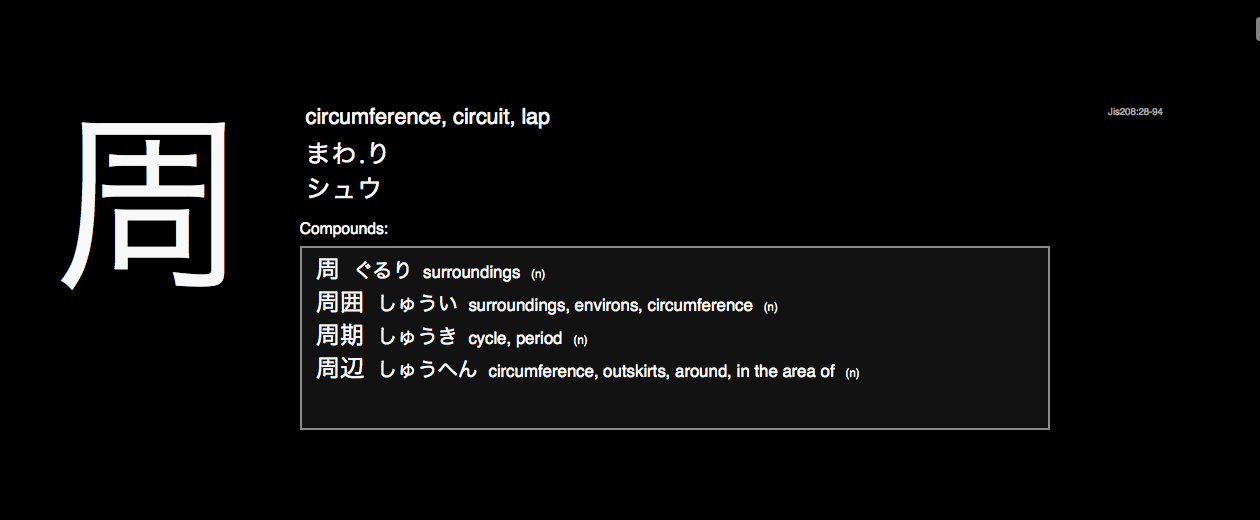 周
circumference, circuit, lap
Jis208:28-94
まわ.り
シュウ
Compounds:
周 ぐるり surroundings (n)
周囲 しゅうい surroundings, environs, circumference (n)
周期 しゅうき cycle, period (n)
周辺 しゅうへん circumference, outskirts, around, in the area of (n)